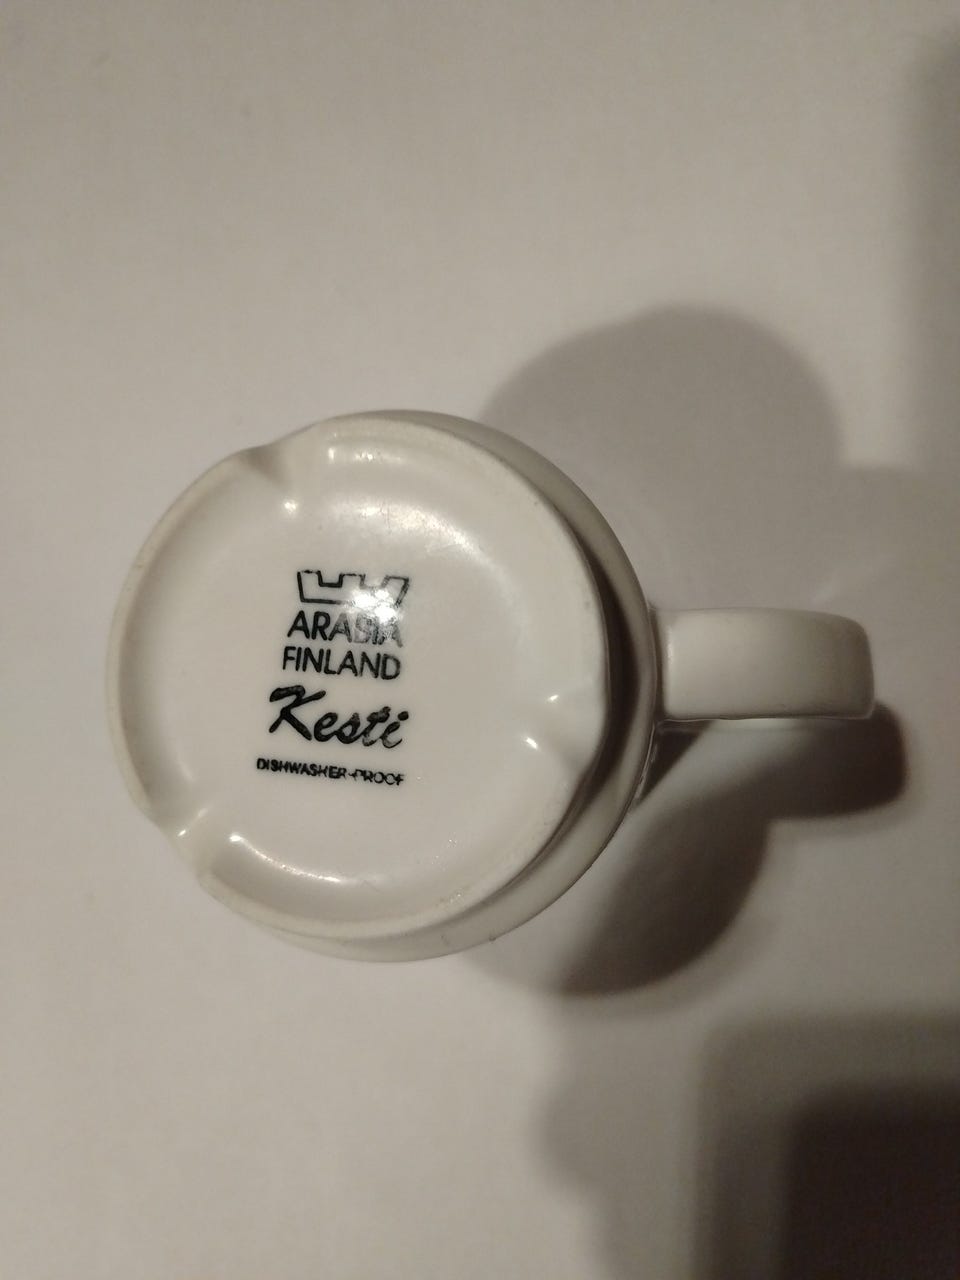 ARABIA
FINLAND
Kesti
DISHWASHER-PROOF